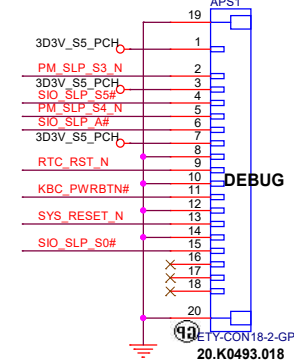 APS1
19
3D3V_S5_PCH 1
PM_SLP_S3_N 2
3D3V_S5_PCH 3
SIO_SLP_S5# 4
PM_SLP_S4_N 5
SIO_SLP_A# 6
3D3V_S5_PCH 7
8
RTC_RST_N 9
10
DEBUG
KBC_PWRBTN# 11
12
SYS_RESET_N 13
14
SIO_SLP_S0# 15
16
17
18
20
ETY-CON18-2-GP
20.K0493.018